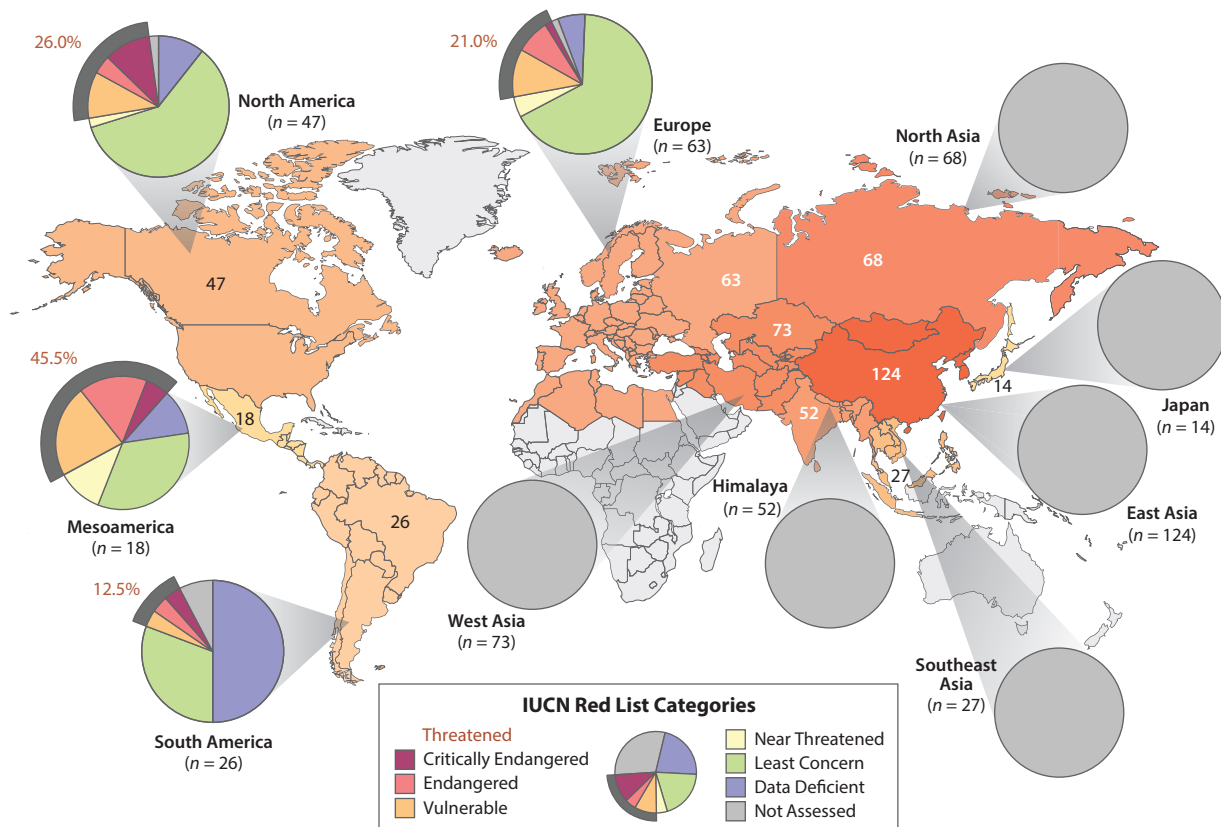 26.0%
North America
(n = 47)
21.0%
Europe
(n = 63)
North Asia
(n = 68)
47
63
68
73
124
14
Japan
(n = 14)
45.5%
18
52
Mesoamerica
(n = 18)
26
27
Himalaya
(n = 52)
East Asia
(n = 124)
12.5%
West Asia
(n = 73)
Southeast
Asia
(n = 27)
South America
(n = 26)
IUCN Red List Categories
Threatened
Critically Endangered
Endangered
Vulnerable
Near Threatened
Least Concern
Data Deficient
Not Assessed